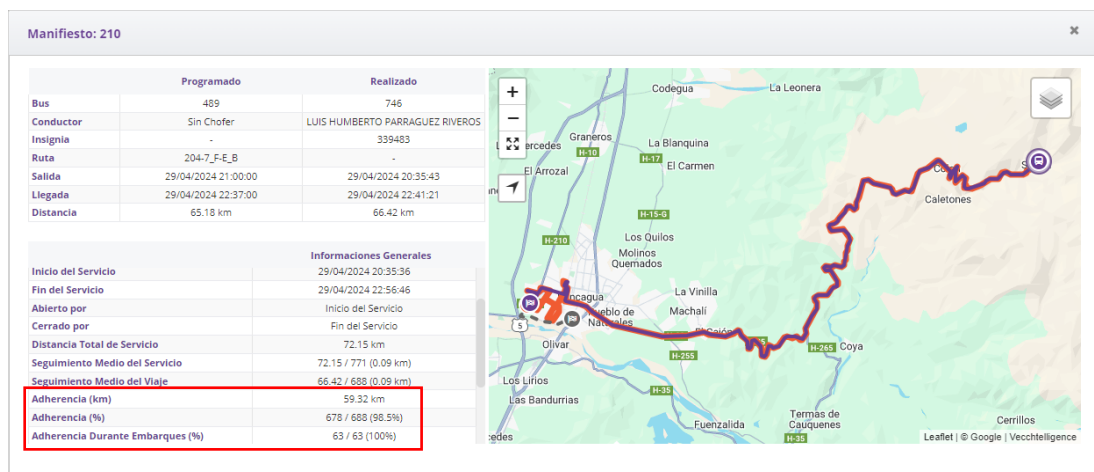 Manifiesto: 210
×
Programado Realizado
Bus 489 746
Conductor Sin Chofer LUIS HUMBERTO PARRAGUEZ RIVEROS
Insignia - 339483
Ruta 204-7_F-E_B -
Salida 29/04/2024 21:00:00 29/04/2024 20:35:43
Llegada 29/04/2024 22:37:00 29/04/2024 22:41:21
Distancia 65.18 km 66.42 km
Informaciones Generales
Inicio del Servicio 29/04/2024 20:35:36
Fin del Servicio 29/04/2024 22:56:46
Abierto por Inicio del Servicio
Cerrado por Fin del Servicio
Distancia Total de Servicio 72.15 km
Seguimiento Medio del Servicio 72.15 / 771 (0.09 km)
Seguimiento Medio del Viaje 66.42 / 688 (0.09 km)
Adherencia (km) 59.32 km
Adherencia (%) 678 / 688 (98.5%)
Adherencia Durante Embarques (%) 63 / 63 (100%)
+
−
Codegua
La Leonera
Graneros
H-10
La Blanquina
H-17
El Carmen
El Arrozal
Caletones
H-15-G
H-210
Los Quilos
Molinos
Quemados
La Vinilla
Machalí
Pueblo de
5
Olivar
H-255
H-265
Coya
Los Lirios
H-35
Las Bandurrias
Fuenzalida
Termas de
Cauquenes
H-35
Cerrillos
Leaflet | © Google | Vecchtelligence